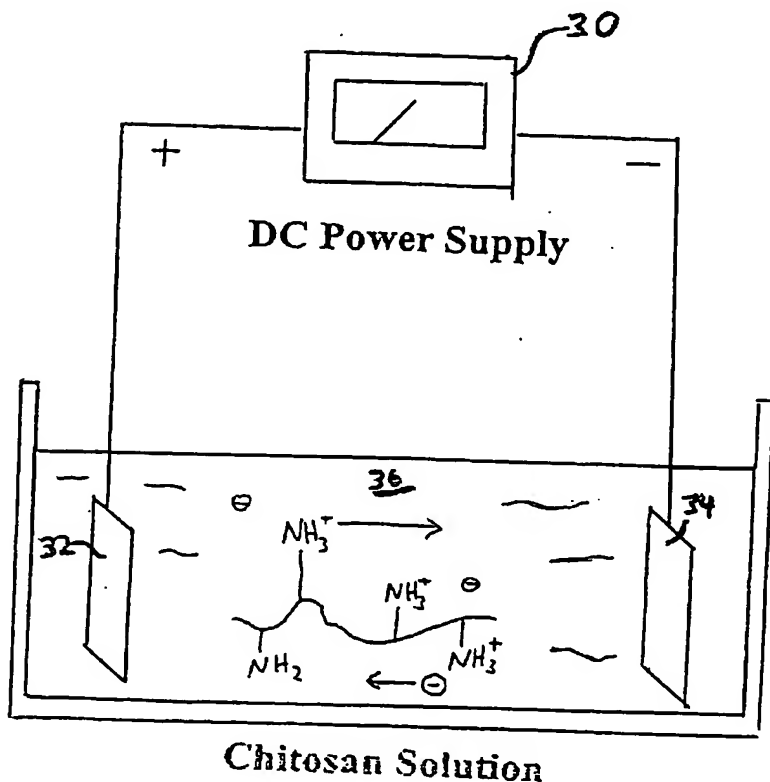 30
+ −
DC Power Supply
36
⊖
32
34
NH₃⁺
NH₃⁺
⊖
NH₂
NH₃⁺
⊖
Chitosan Solution